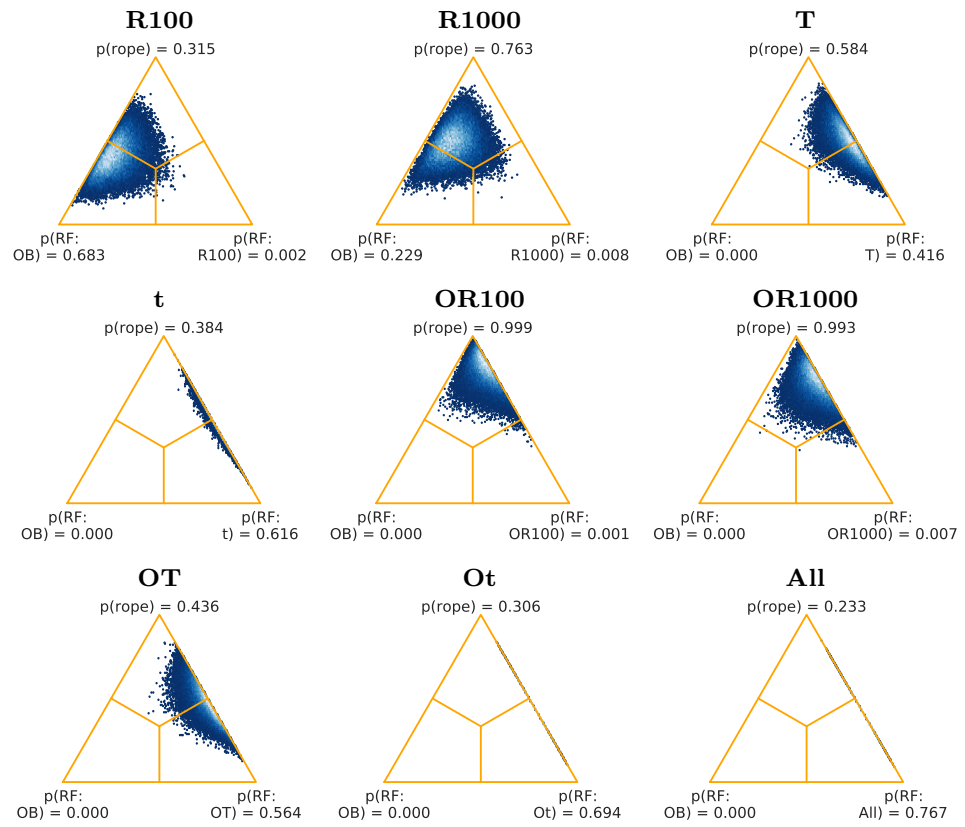 R100 R1000 T
p(rope) = 0.315 p(rope) = 0.763 p(rope) = 0.584
p(RF: p(RF: p(RF: p(RF: p(RF: p(RF:
OB) = 0.683 R100) = 0.002 OB) = 0.229 R1000) = 0.008 OB) = 0.000 T) = 0.416
t OR100 OR1000
p(rope) = 0.384 p(rope) = 0.999 p(rope) = 0.993
p(RF: p(RF: p(RF: p(RF: p(RF: p(RF:
OB) = 0.000 t) = 0.616 OB) = 0.000 OR100) = 0.001 OB) = 0.000 OR1000) = 0.007
OT Ot All
p(rope) = 0.436 p(rope) = 0.306 p(rope) = 0.233
p(RF: p(RF: p(RF: p(RF: p(RF: p(RF:
OB) = 0.000 OT) = 0.564 OB) = 0.000 Ot) = 0.694 OB) = 0.000 All) = 0.767